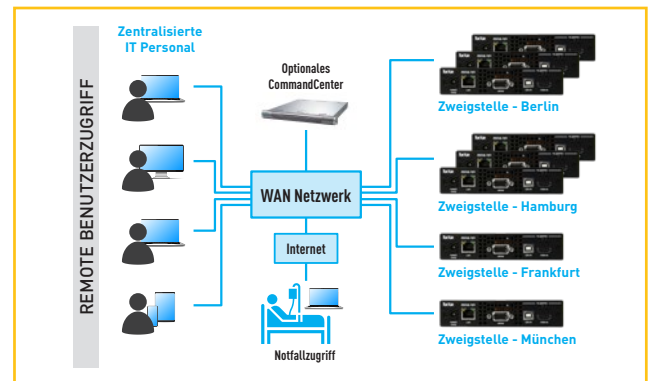 REMOTE BENUTZERZUGRIFF
Zentralisierte
IT Personal
Optionales
CommandCenter
WAN Netzwerk
Internet
Notfallzugriff
Zweigstelle - Berlin
Zweigstelle - Hamburg
Zweigstelle - Frankfurt
Zweigstelle - München